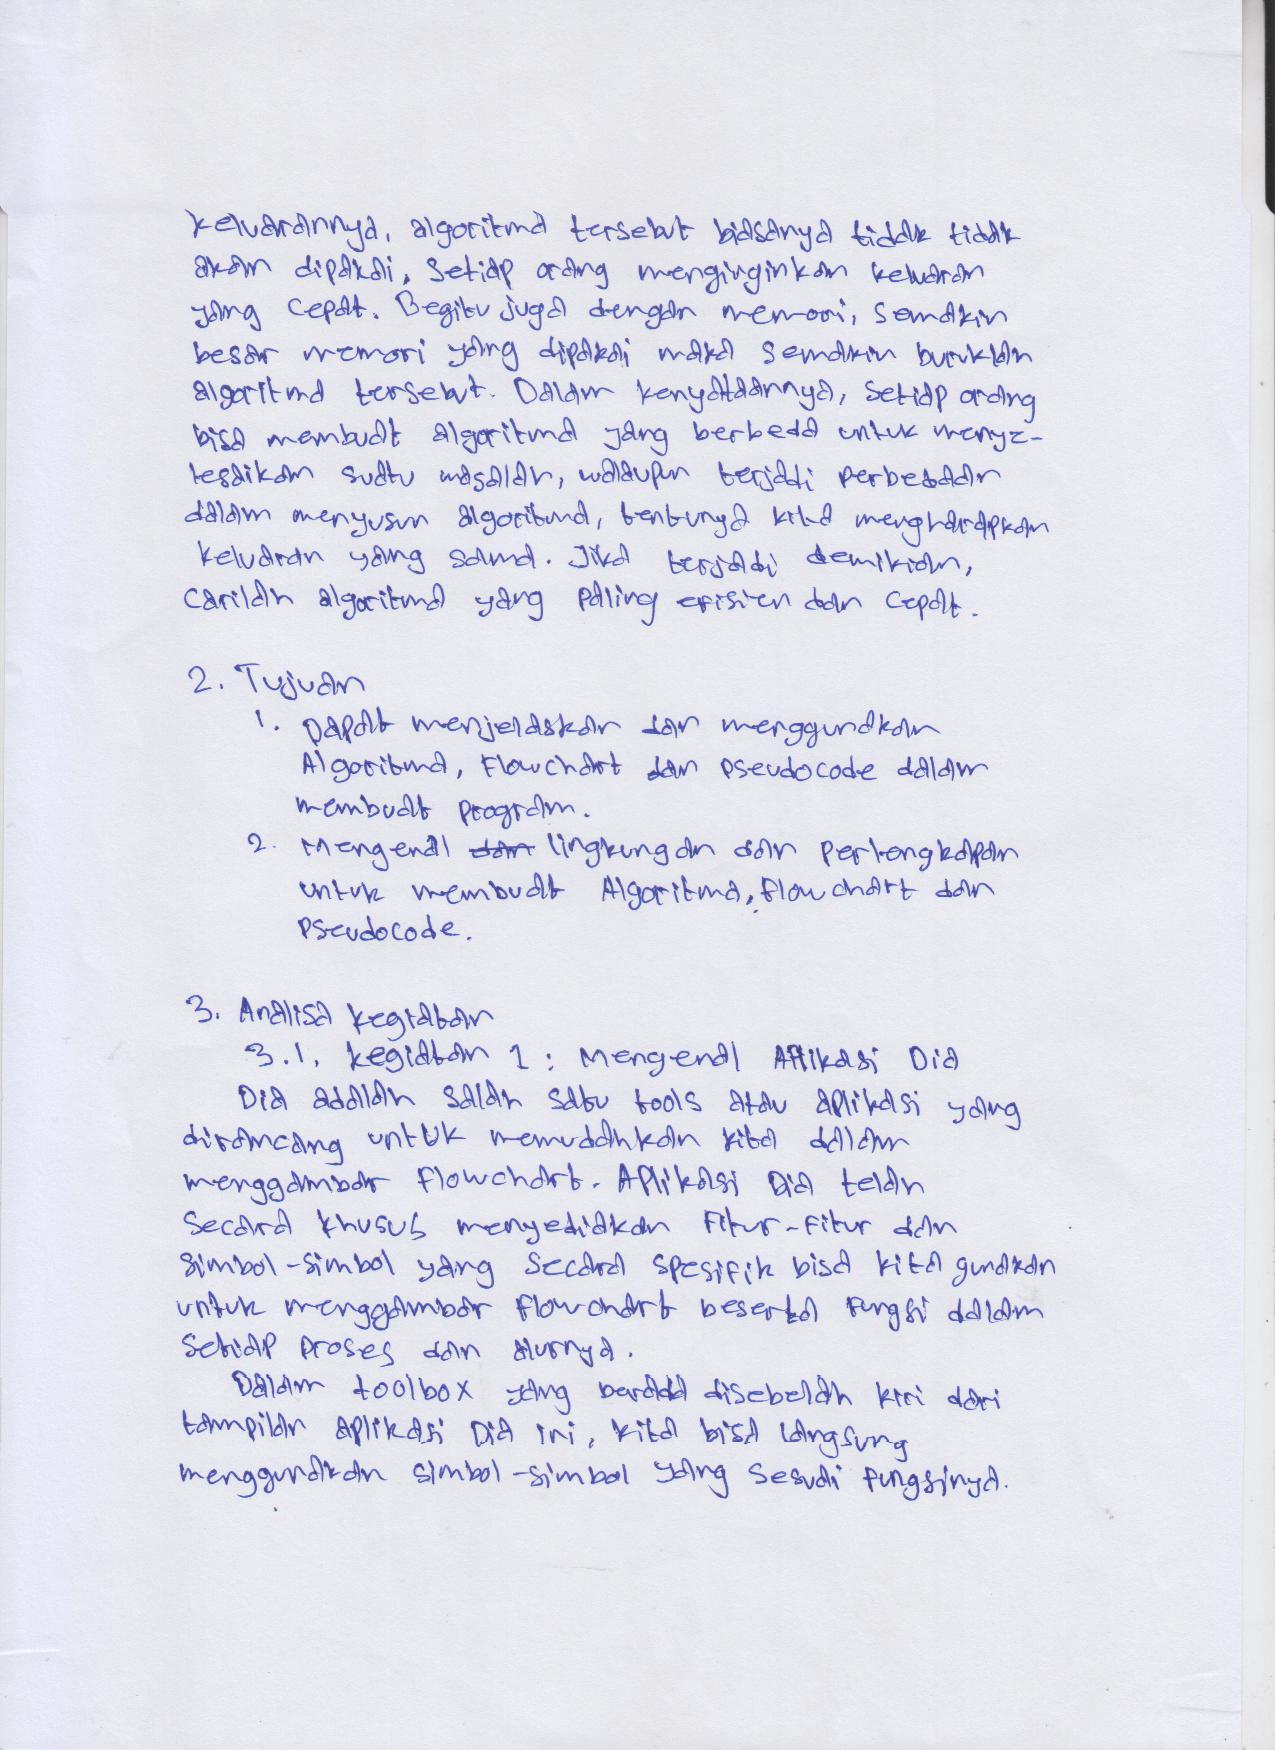 keluarannya, algoritma tersebut biasanya tidak tidak
akan dipakai, setiap orang menginginkan keluaran
yang cepat. Begitu juga dengan memori, semakin
besar memori yang dipakai maka semakin buruklah
algoritma tersebut. Dalam kenyataannya, setiap orang
bisa membuat algoritma yang berbeda untuk menye-
lesaikan suatu masalah, walaupun terjadi perbedaan
dalam menyusun algoritma, tentunya kita mengharapkan
keluaran yang sama. Jika terjadi demikian,
carilah algoritma yang paling efisien dan cepat.
2. Tujuan
1. Dapat menjelaskan dan menggunakan
Algoritma, Flowchart dan Pseudocode dalam
membuat program.
2. Mengenal dan lingkungan dan perlengkapan
untuk membuat Algoritma, flowchart dan
Pseudocode.
3. Analisa kegiatan
3.1. kegiatan 1 : Mengenal Aplikasi Dia
Dia adalah salah satu tools atau aplikasi yang
dirancang untuk memudahkan kita dalam
menggambar flowchart. Aplikasi Dia telah
secara khusus menyediakan fitur-fitur dan
simbol-simbol yang secara spesifik bisa kita gunakan
untuk menggambar flowchart beserta fungsi dalam
setiap proses dan alurnya.
Dalam toolbox yang berada disebelah kiri dari
tampilan aplikasi Dia ini, kita bisa langsung
menggunakan simbol-simbol yang sesuai fungsinya.